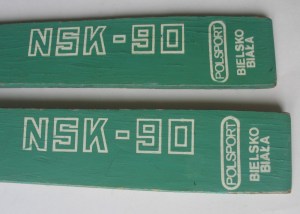 NSK-90
POLSPORT
BIELSKO
BIAŁA
NSK-90
POLSPORT
BIELSKO
BIAŁA